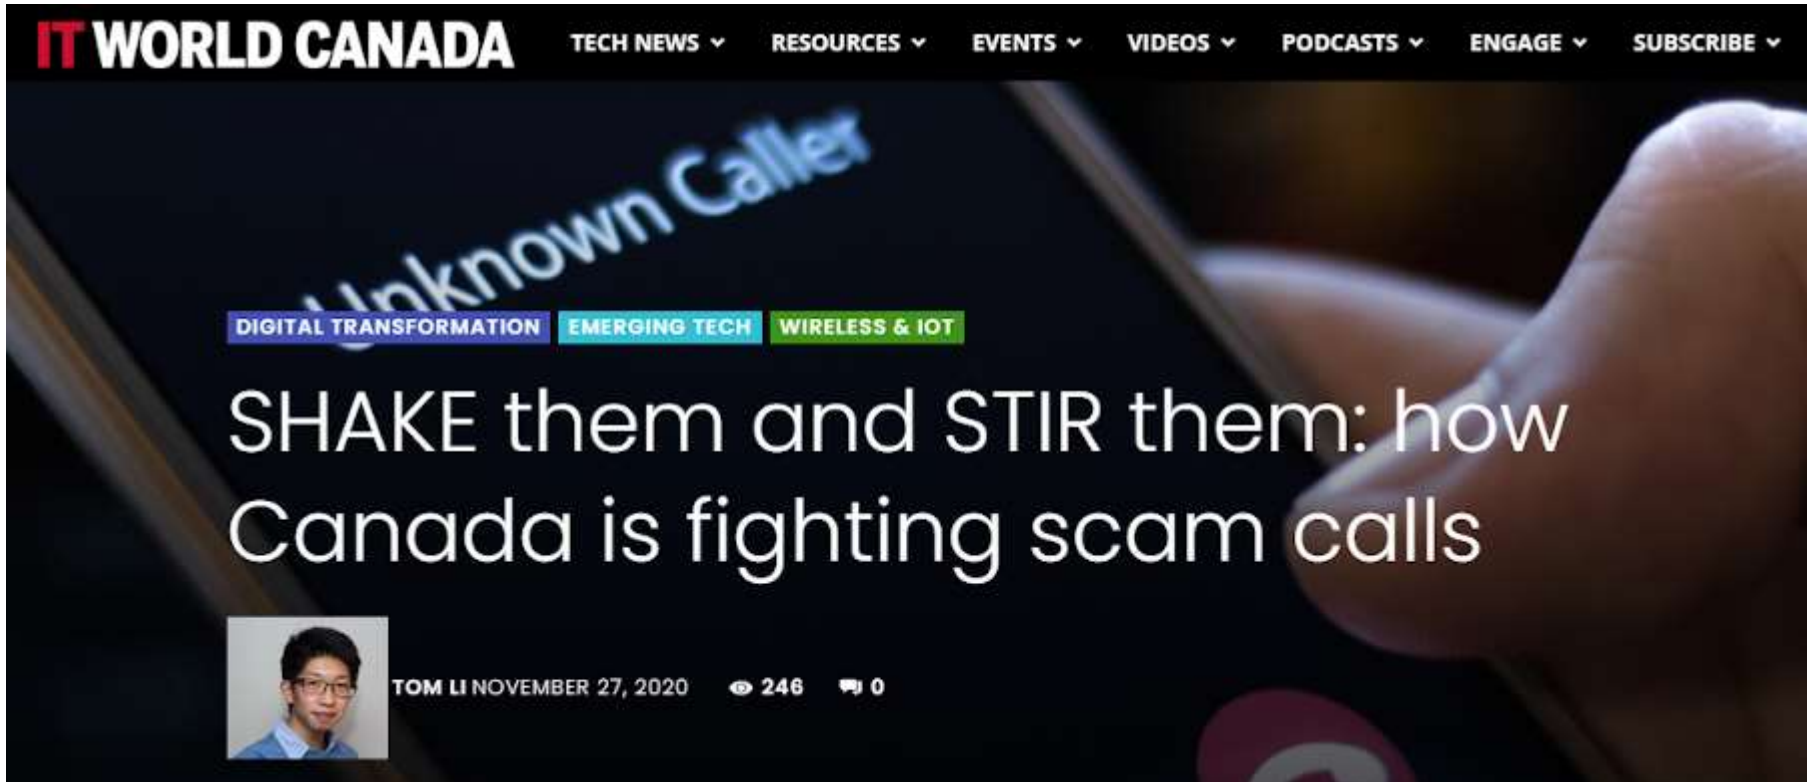 IT WORLD CANADA TECH NEWS RESOURCES EVENTS VIDEOS PODCASTS ENGAGE SUBSCRIBE
Unknown Caller
DIGITAL TRANSFORMATION EMERGING TECH WIRELESS & IOT
SHAKE them and STIR them: how
Canada is fighting scam calls
TOM LI NOVEMBER 27, 2020 246 0